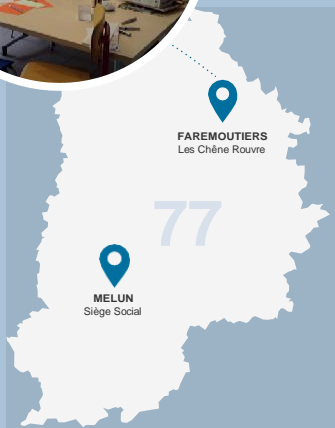 FAREMOUTIERS
Les Chêne Rouvre
77
MELUN
Siège Social